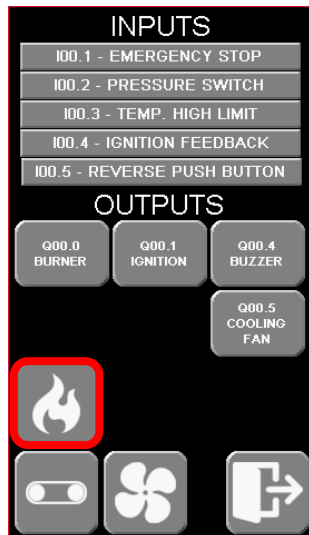 INPUTS
I00.1 - EMERGENCY STOP
I00.2 - PRESSURE SWITCH
I00.3 - TEMP. HIGH LIMIT
I00.4 - IGNITION FEEDBACK
I00.5 - REVERSE PUSH BUTTON
OUTPUTS
Q00.0
BURNER
Q00.1
IGNITION
Q00.4
BUZZER
Q00.5
COOLING
FAN